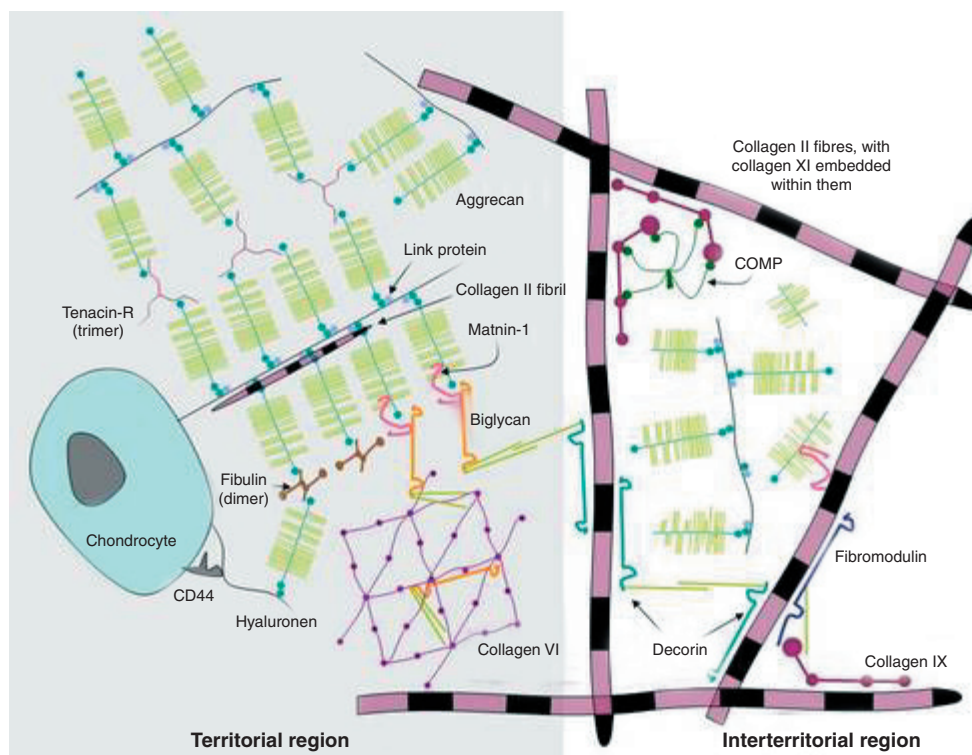 Collagen II fibres, with
collagen XI embedded
within them
Aggrecan
Link protein
COMP
Collagen II fibril
Tenacin-R
(trimer)
Matnin-1
Biglycan
Fibulin
(dimer)
Chondrocyte
Fibromodulin
CD44
Hyaluronen
Collagen VI
Decorin
Collagen IX
Territorial region
Interterritorial region